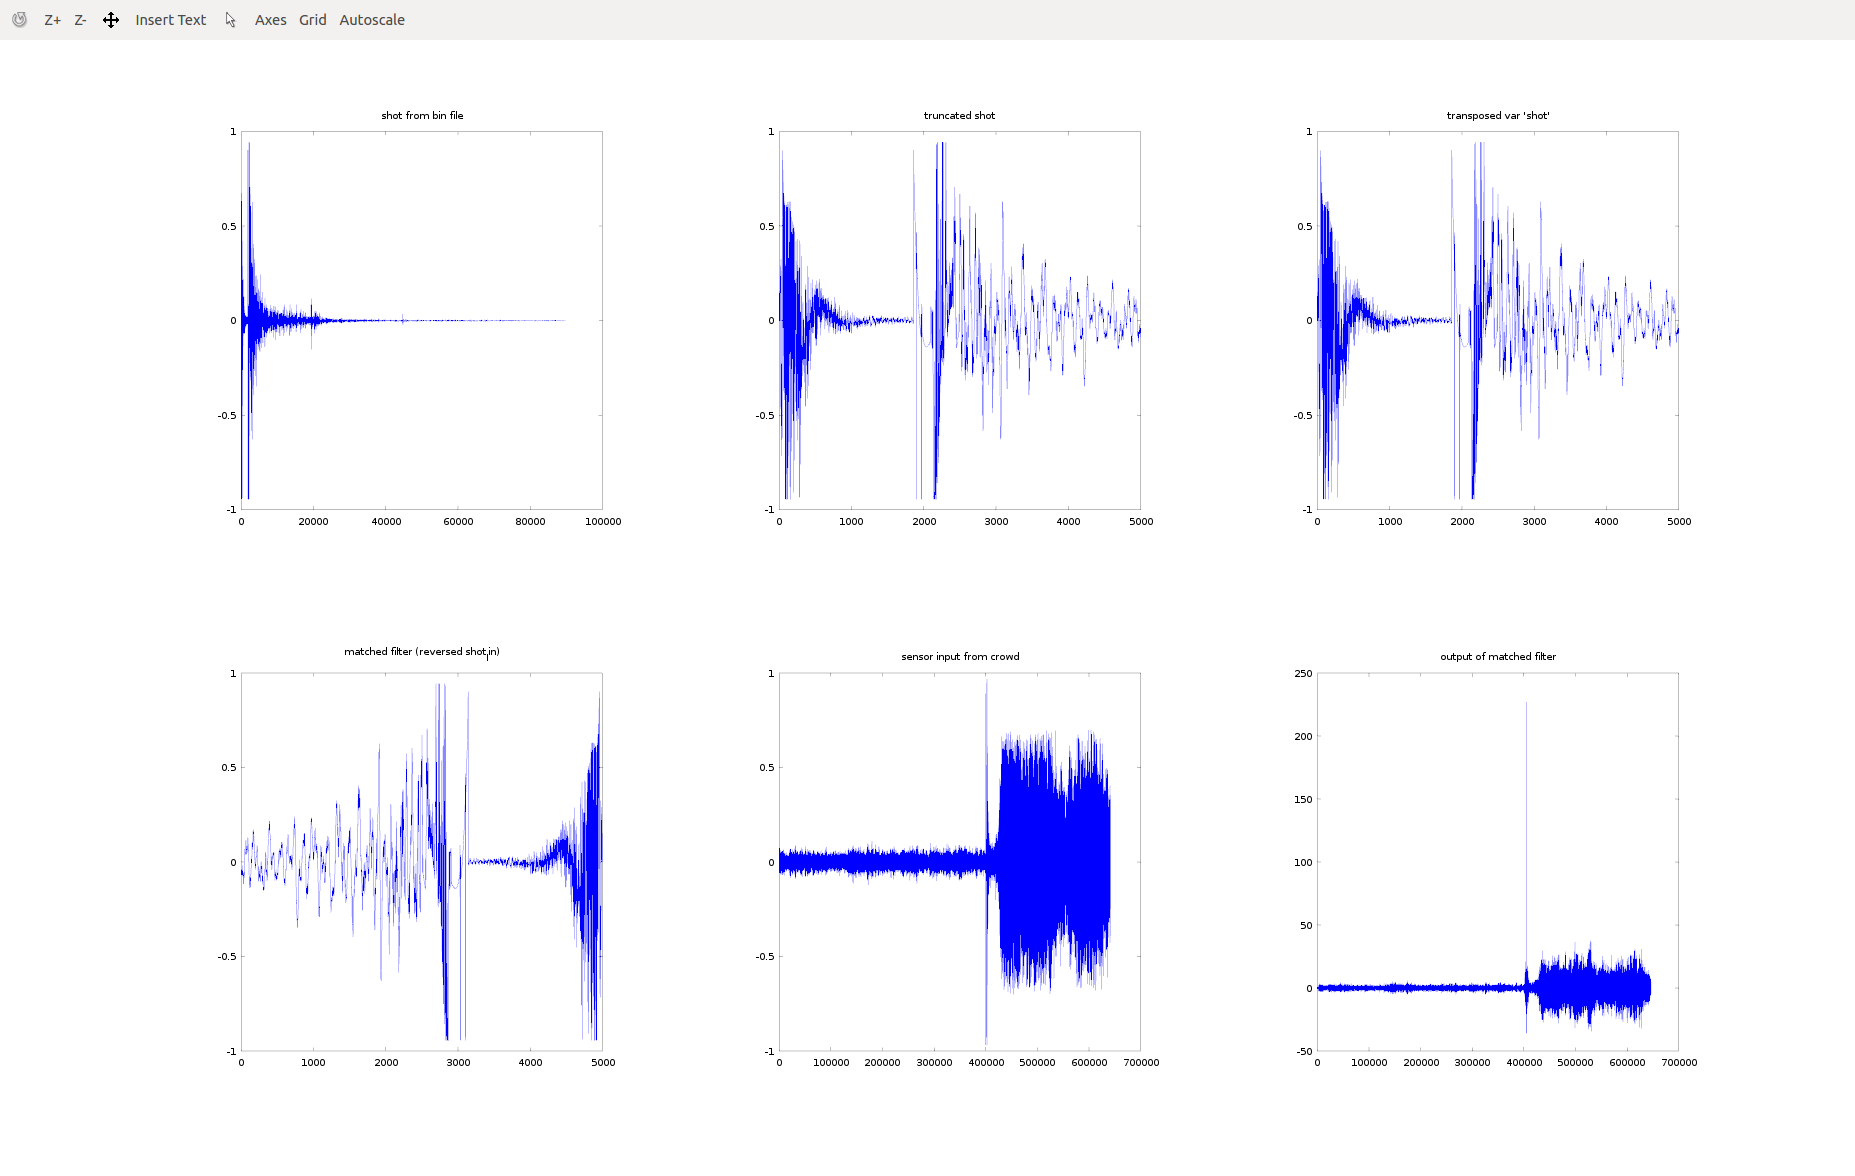 Z+ Z- Insert Text Axes Grid Autoscale
shot from bin file
1
0.5
0
-0.5
-1
0 20000 40000 60000 80000 100000
truncated shot
1
0.5
0
-0.5
-1
0 1000 2000 3000 4000 5000
transposed var 'shot'
1
0.5
0
-0.5
-1
0 1000 2000 3000 4000 5000
matched filter (reversed shotᵢn)
1
0.5
0
-0.5
-1
0 1000 2000 3000 4000 5000
sensor input from crowd
1
0.5
0
-0.5
-1
0 100000 200000 300000 400000 500000 600000 700000
output of matched filter
250
200
150
100
50
0
-50
0 100000 200000 300000 400000 500000 600000 700000